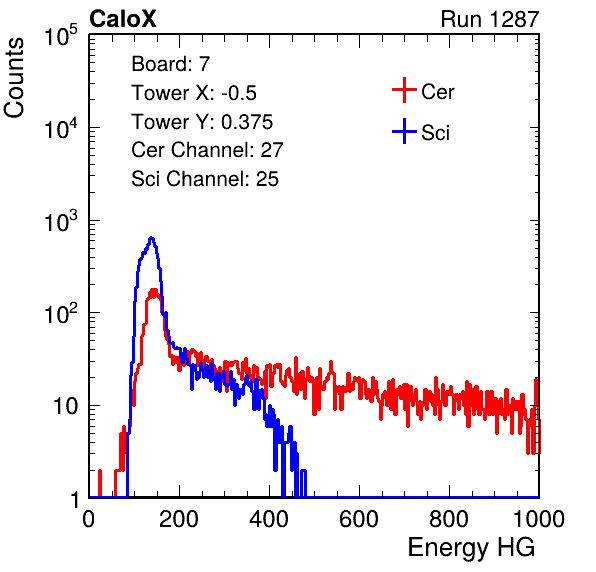 CaloX Run 1287
Counts
Board: 7
Tower X: -0.5
Tower Y: 0.375
Cer Channel: 27
Sci Channel: 25
Cer
Sci
10^5
10^4
10^3
10^2
10
1
0 200 400 600 800 1000
Energy HG